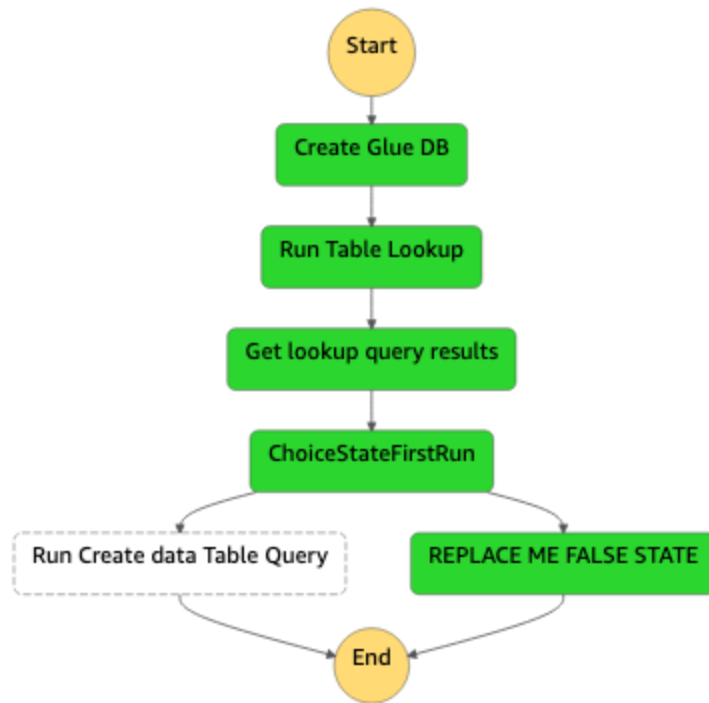 Start
Create Glue DB
Run Table Lookup
Get lookup query results
ChoiceStateFirstRun
Run Create data Table Query
REPLACE ME FALSE STATE
End